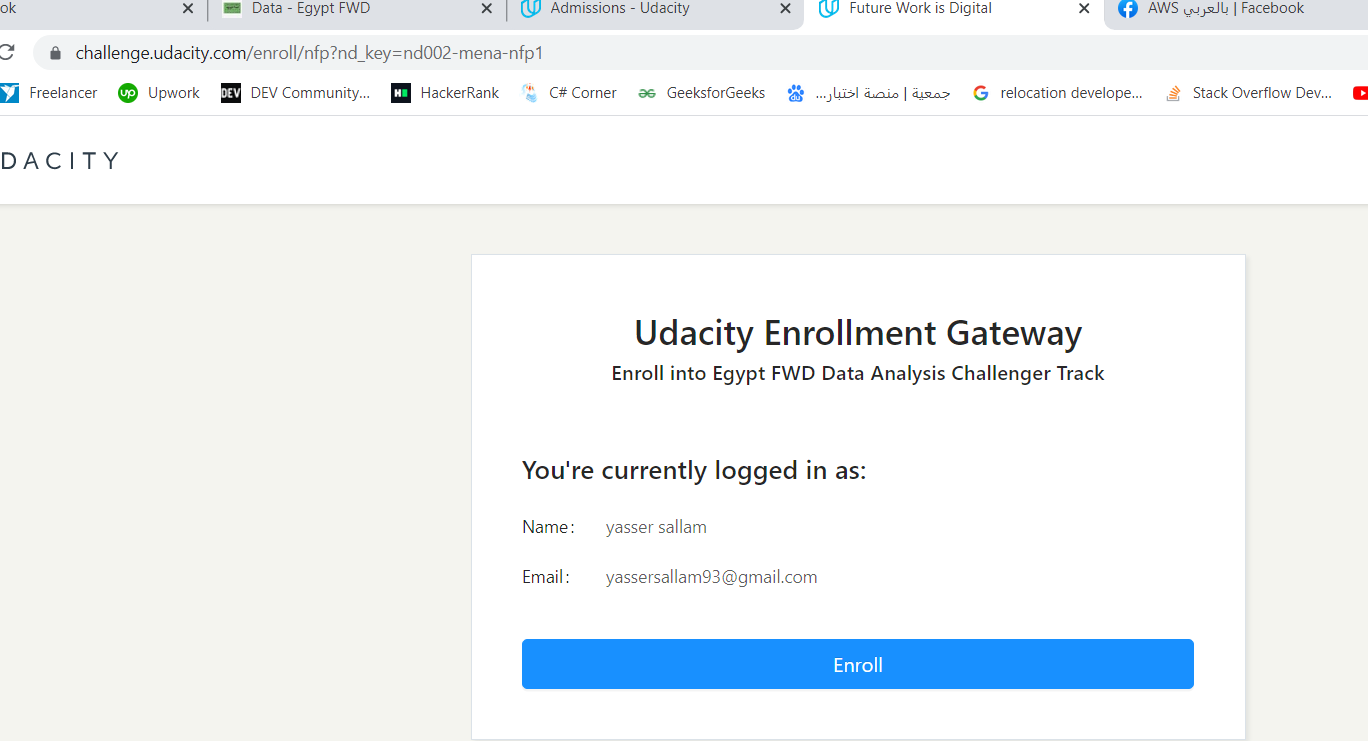 ok Data - Egypt FWD Admissions - Udacity Future Work is Digital AWS بالعربي | Facebook
challenge.udacity.com/enroll/nfp?nd_key=nd002-mena-nfp1
Freelancer up Upwork DEV DEV Community... H HackerRank C# Corner GeeksforGeeks جمعية | منصة اختبار... G relocation develope... Stack Overflow Dev...
DACITY
Udacity Enrollment Gateway
Enroll into Egypt FWD Data Analysis Challenger Track
You're currently logged in as:
Name: yasser sallam
Email: yassersallam93@gmail.com
Enroll